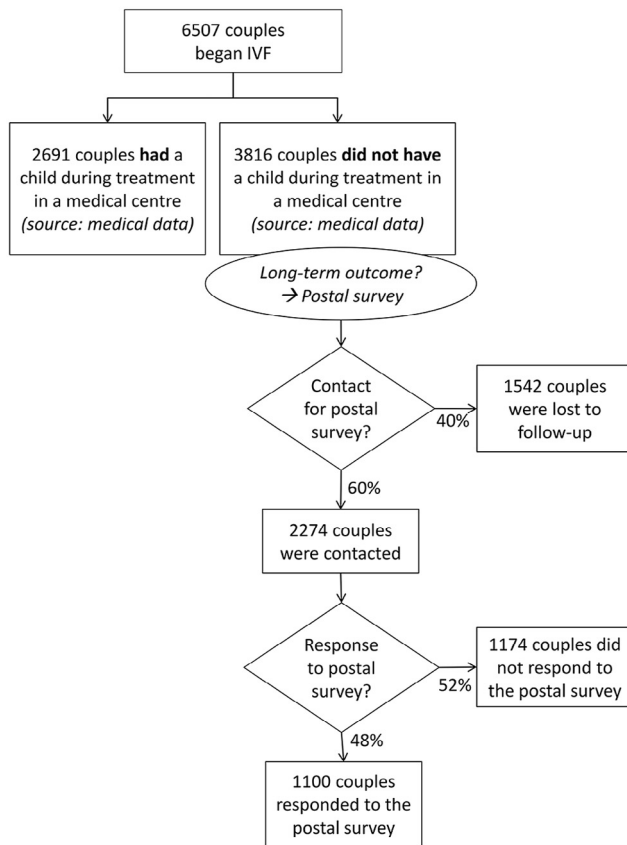 6507 couples
began IVF
2691 couples had a
child during treatment
in a medical centre
(source: medical data)
3816 couples did not have
a child during treatment in
a medical centre
(source: medical data)
Long-term outcome?
→ Postal survey
Contact
for postal
survey?
40%
1542 couples
were lost to
follow-up
60%
2274 couples
were contacted
Response
to postal
survey?
52%
1174 couples did
not respond to
the postal survey
48%
1100 couples
responded to the
postal survey